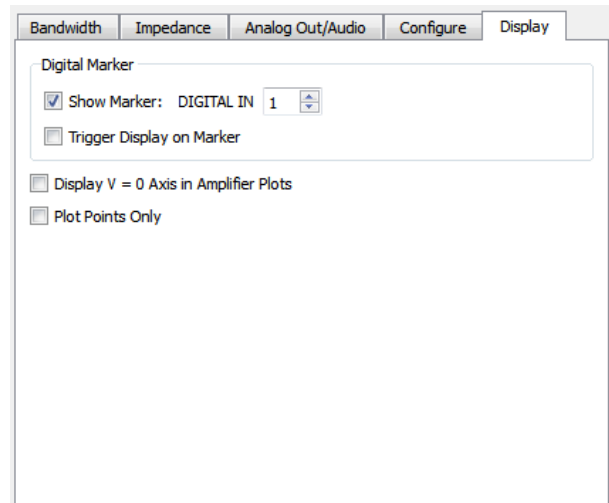 Bandwidth Impedance Analog Out/Audio Configure Display
Digital Marker
Show Marker: DIGITAL IN 1
Trigger Display on Marker
Display V = 0 Axis in Amplifier Plots
Plot Points Only